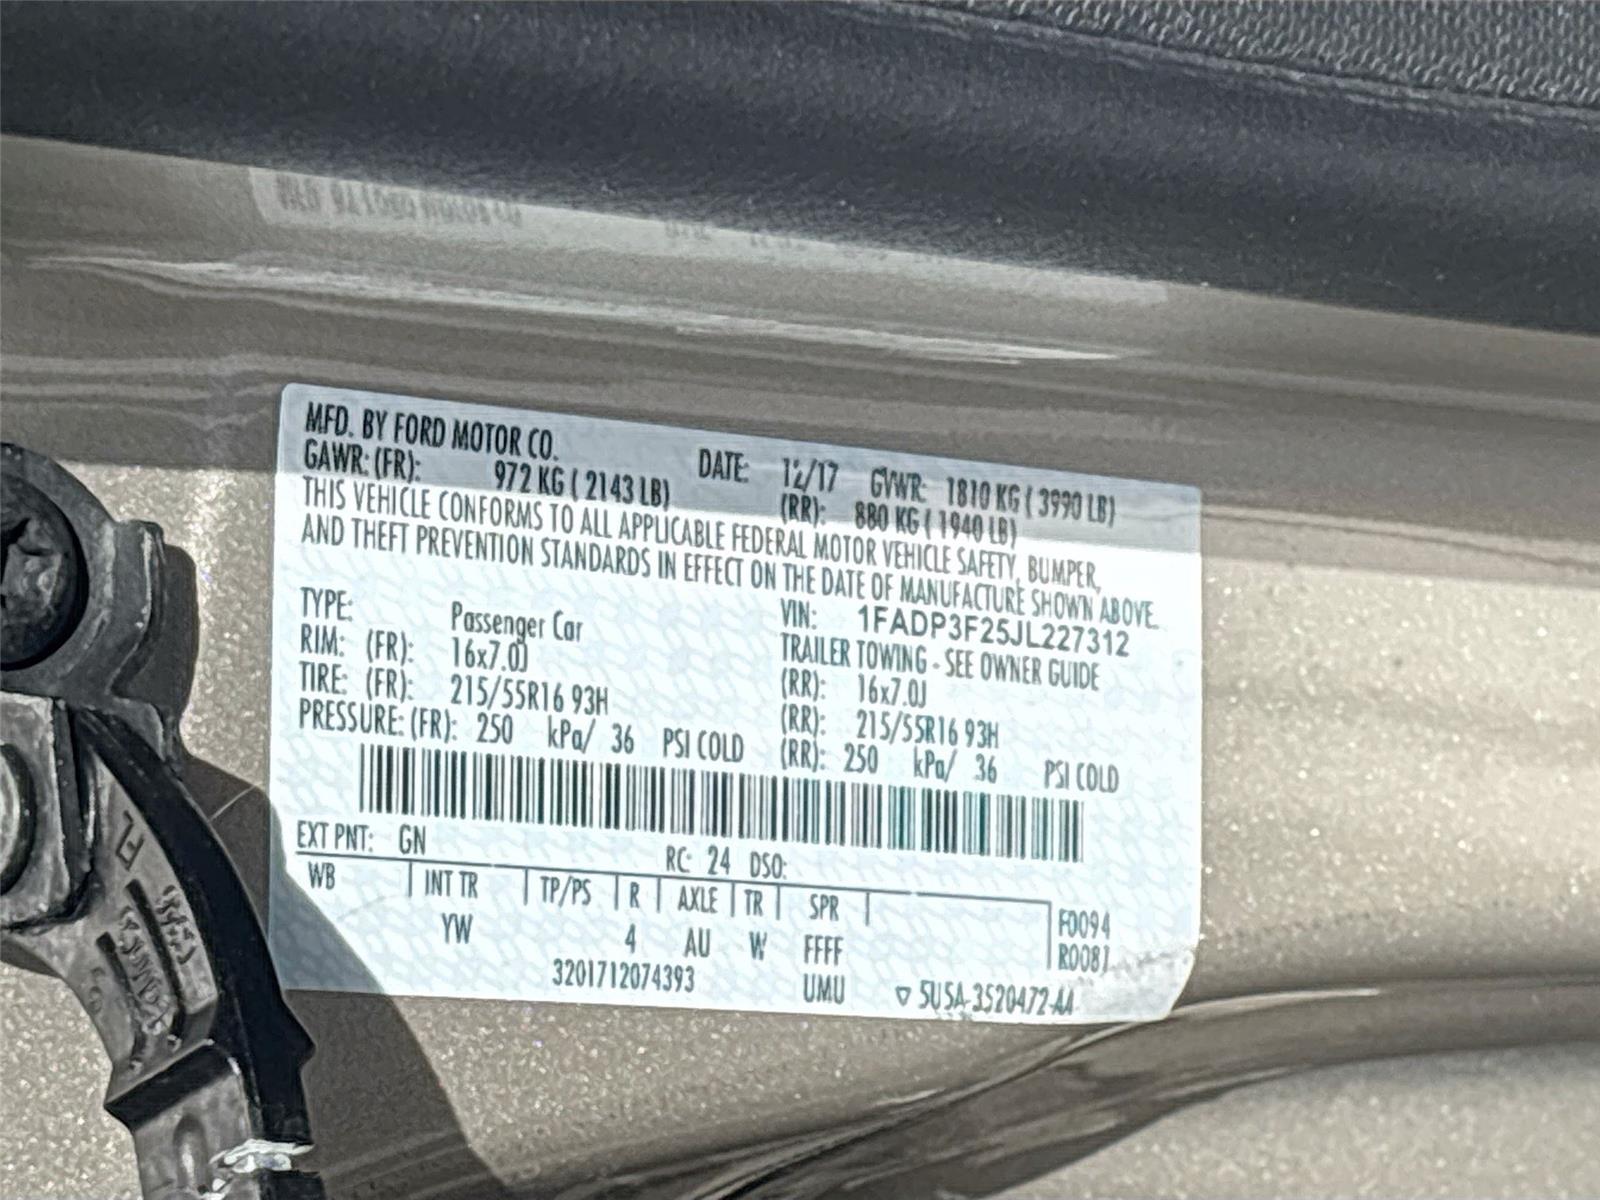 MFD. BY FORD MOTOR CO.
DATE: 12/17 GVWR: 1810 KG ( 3990 LB)
GAWR: (FR): 972 KG ( 2143 LB) (RR): 880 KG ( 1940 LB)
THIS VEHICLE CONFORMS TO ALL APPLICABLE FEDERAL MOTOR VEHICLE SAFETY, BUMPER,
AND THEFT PREVENTION STANDARDS IN EFFECT ON THE DATE OF MANUFACTURE SHOWN ABOVE.
VIN: 1FADP3F25JL227312
TYPE: Passenger Car TRAILER TOWING - SEE OWNER GUIDE
RIM: (FR): 16x7.0J (RR): 16x7.0J
TIRE: (FR): 215/55R16 93H (RR): 215/55R16 93H
PRESSURE: (FR): 250 kPa/ 36 PSI COLD (RR): 250 kPa/ 36 PSI COLD
EXT PNT: GN RC: 24 DSO:
WB INT TR TP/PS R AXLE TR SPR F0094
YW 4 AU W FFFF R0081
3201712074393 UMU ▽ 5U5A-3520472-AA